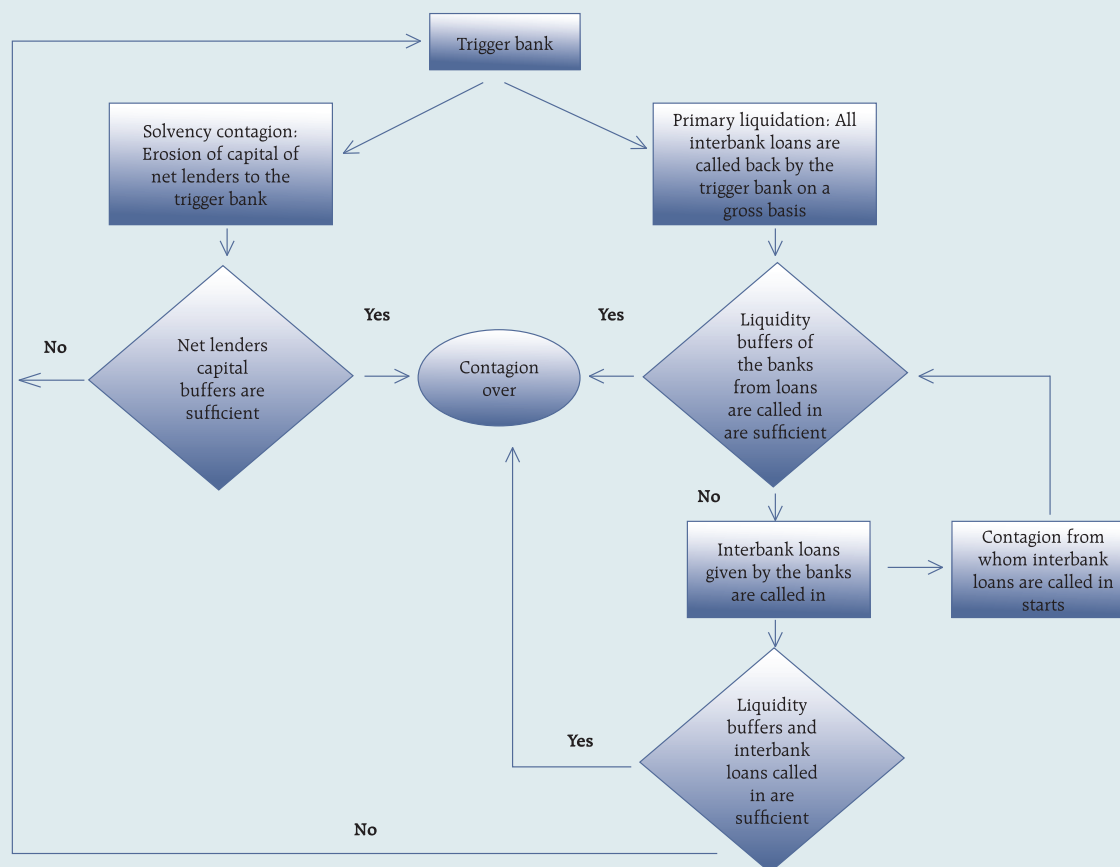 Trigger bank
Solvency contagion:
Erosion of capital of
net lenders to the
trigger bank
Primary liquidation: All
interbank loans are
called back by the
trigger bank on a
gross basis
No
Net lenders
capital
buffers are
sufficient
Yes
Contagion
over
Yes
Liquidity
buffers of
the banks
from loans
are called in
are sufficient
No
Interbank loans
given by the banks
are called in
Contagion from
whom interbank
loans are called in
starts
Liquidity
buffers and
interbank
loans called
in are
sufficient
Yes
No